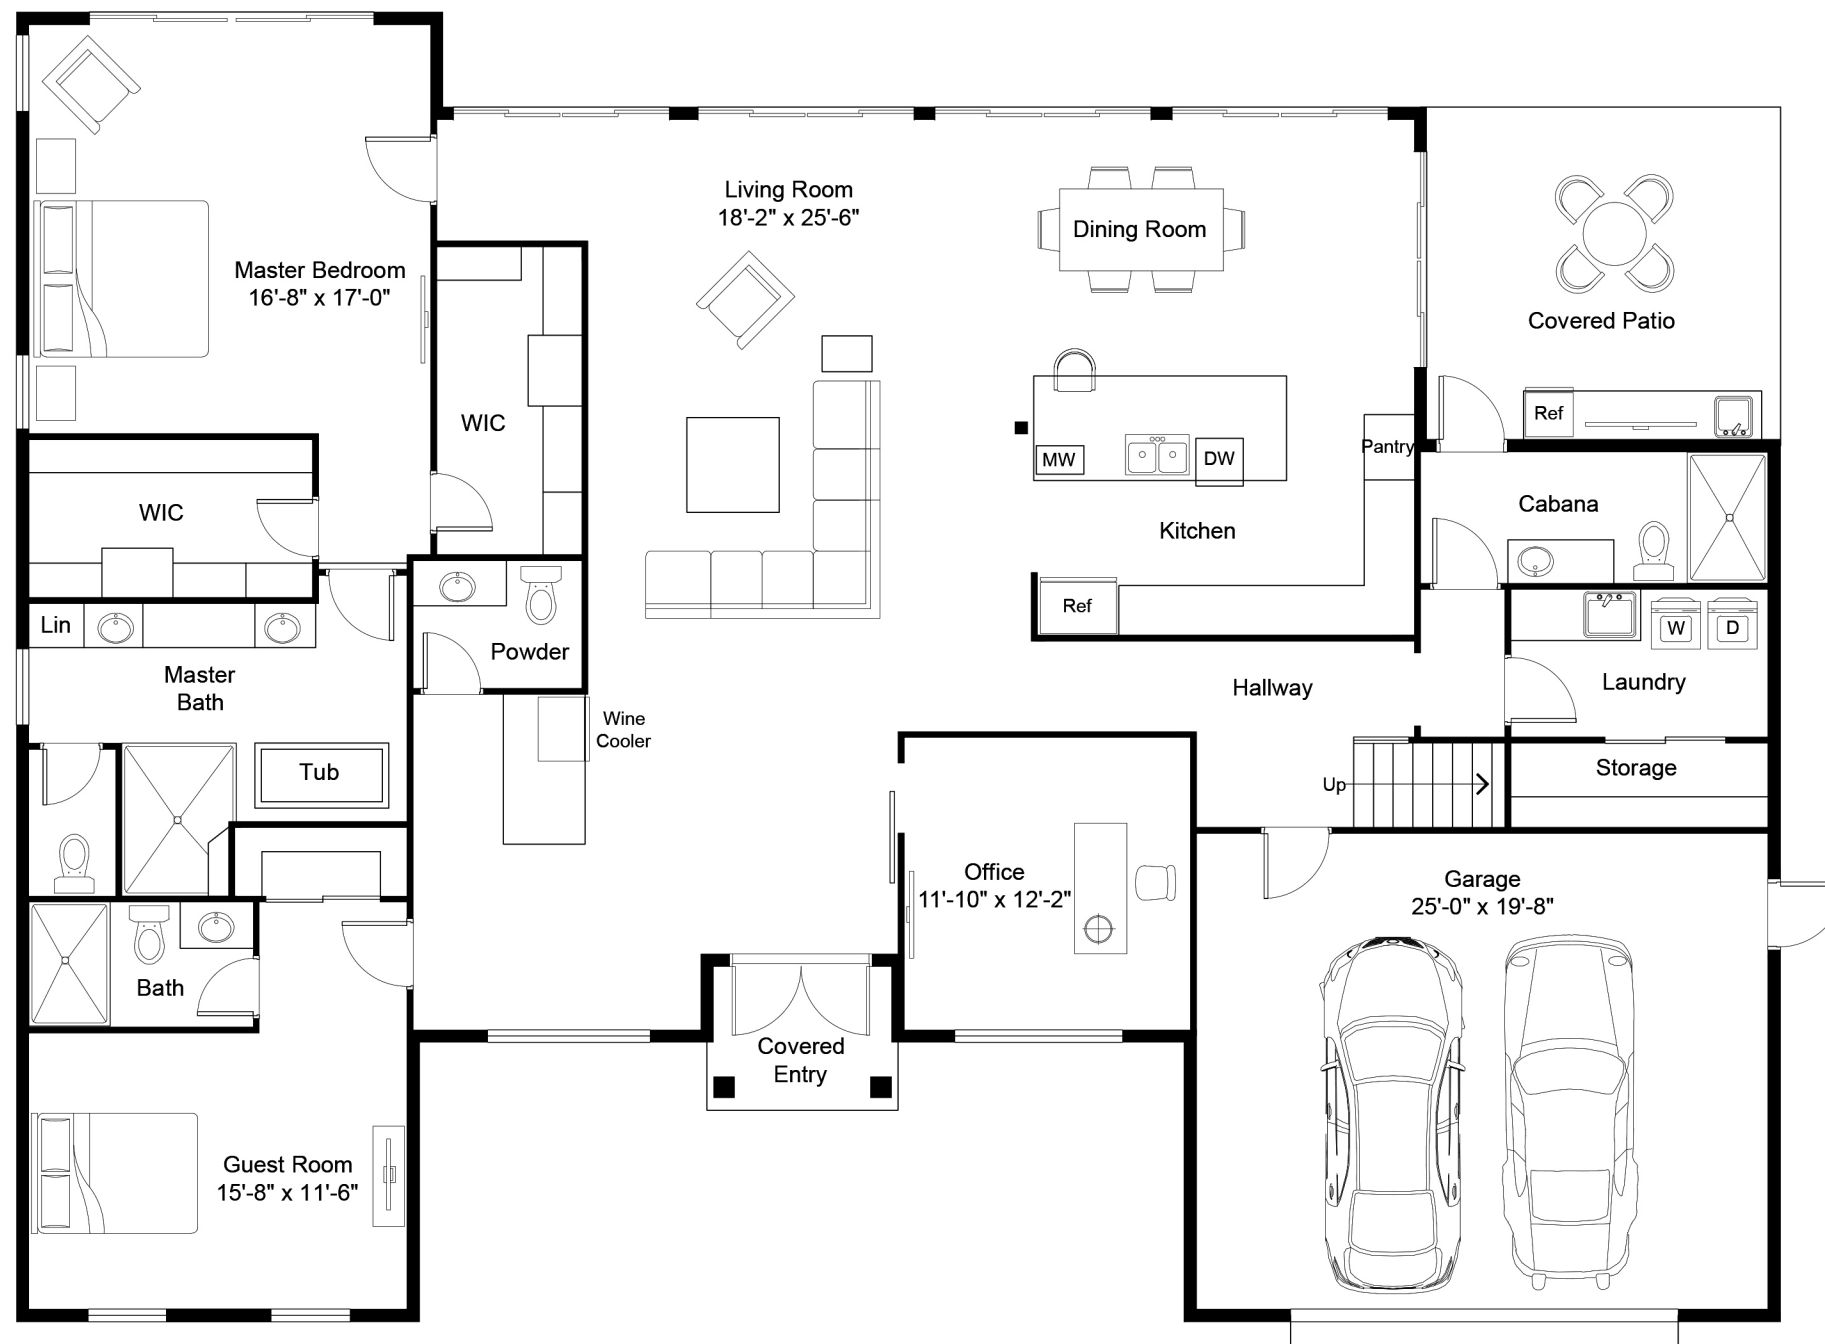 Living Room
18'-2" x 25'-6"
Dining Room
Master Bedroom
16'-8" x 17'-0"
Covered Patio
Ref
WIC
Pantry
MW
DW
WIC
Cabana
Kitchen
Ref
Lin
W
D
Powder
Master
Bath
Hallway
Laundry
Wine
Cooler
Tub
Storage
Up
Office
11'-10" x 12'-2"
Garage
25'-0" x 19'-8"
Bath
Covered
Entry
Guest Room
15'-8" x 11'-6"